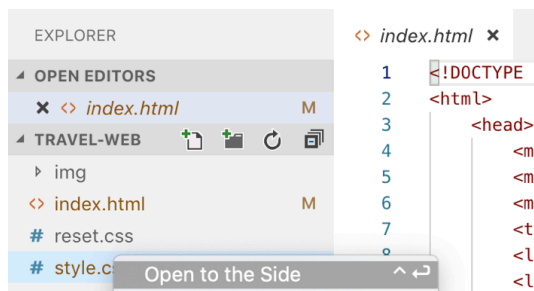 EXPLORER
OPEN EDITORS
index.html M
TRAVEL-WEB
img
<> index.html M
# reset.css
# style.c
Open to the Side ^
<> index.html
1 <!DOCTYPE
2 <html>
3 <head>
4 <m
5 <m
6 <m
7 <t
8 <l
<l